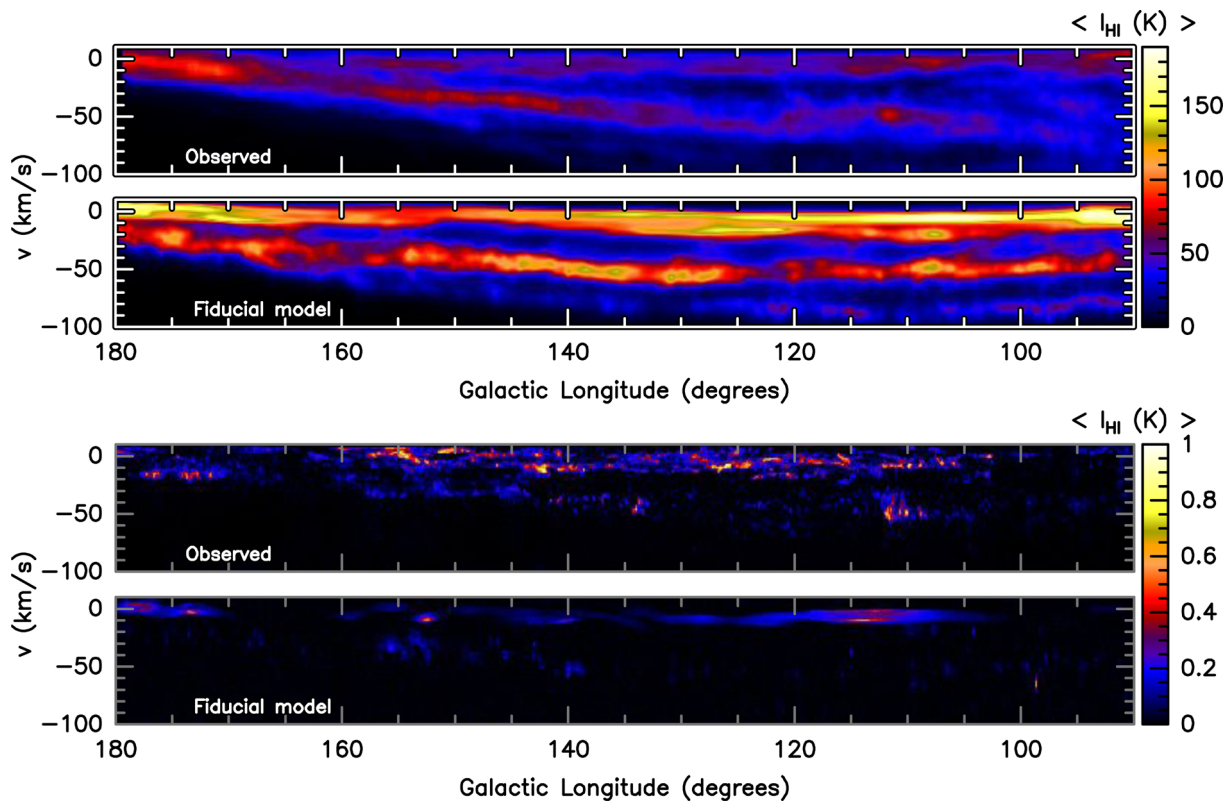 < I_HI (K) >
0
−50
−100
Observed
150
100
50
0
0
−50
−100
Fiducial model
v (km/s)
180 160 140 120 100
Galactic Longitude (degrees)
< I_HI (K) >
0
−50
−100
Observed
1
0.8
0.6
0.4
0.2
0
0
−50
−100
Fiducial model
v (km/s)
180 160 140 120 100
Galactic Longitude (degrees)